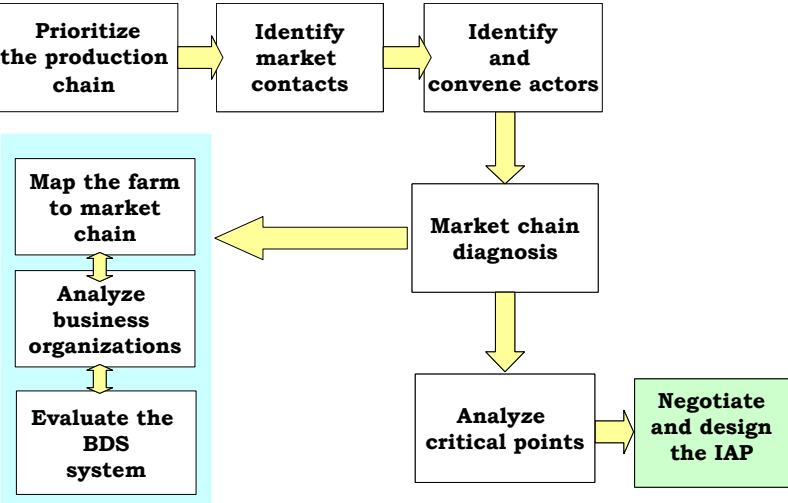 Prioritize
the production
chain
Identify
market
contacts
Identify
and
convene actors
Map the farm
to market
chain
Market chain
diagnosis
Analyze
business
organizations
Evaluate the
BDS
system
Analyze
critical points
Negotiate
and design
the IAP